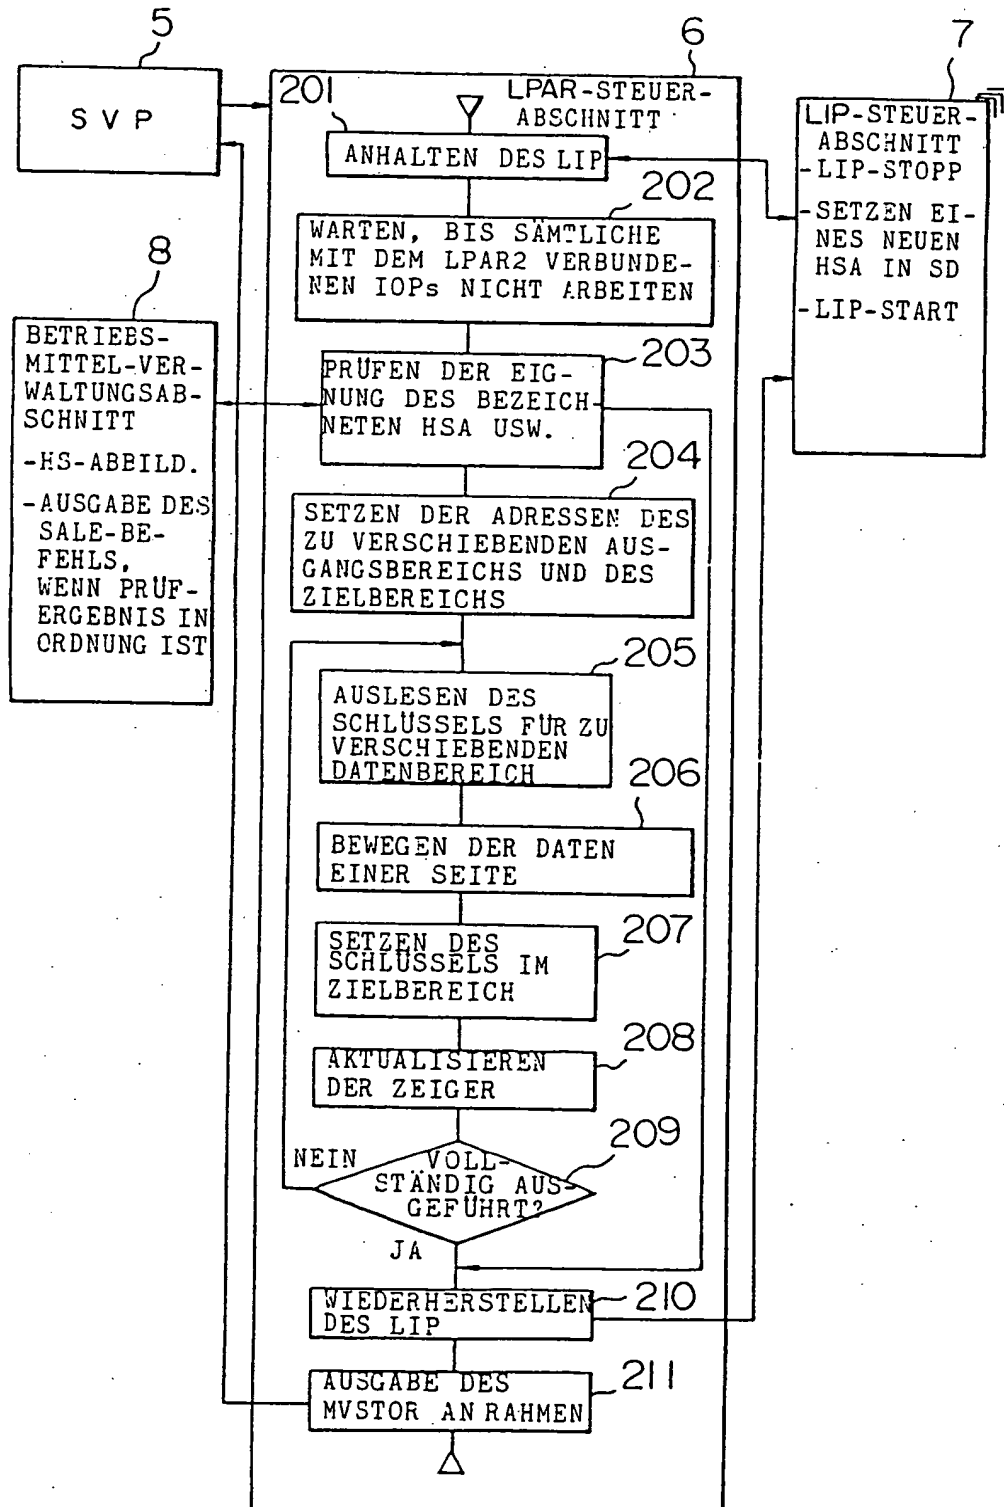 5
SVP
6
LPAR-STEUER-
ABSCHNITT
201
ANHALTEN DES LIP
202
WARTEN, BIS SÄMTLICHE
MIT DEM LPAR2 VERBUNDE-
NEN IOPs NICHT ARBEITEN
203
PRÜFEN DER EIG-
NUNG DES BEZEICH-
NETEN HSA USW.
204
SETZEN DER ADRESSEN DES
ZU VERSCHIEBENDEN AUS-
GANGSBEREICHS UND DES
ZIELBEREICHS
205
AUSLESEN DES
SCHLÜSSELS FÜR ZU
VERSCHIEBENDEN
DATENBEREICH
206
BEWEGEN DER DATEN
EINER SEITE
207
SETZEN DES
SCHLÜSSELS IM
ZIELBEREICH
208
AKTUALISIEREN
DER ZEIGER
209
NEIN
VOLL-
STÄNDIG AUS-
GEFÜHRT?
JA
210
WIEDERHERSTELLEN
DES LIP
211
AUSGABE DES
MVSTOR AN RAHMEN
7
LIP-STEUER-
ABSCHNITT
-LIP-STOPP
-SETZEN EI-
NES NEUEN
HSA IN SD
-LIP-START
8
BETRIEBS-
MITTEL-VER-
WALTUNGSAB-
SCHNITT
-HS-ABBILD.
-AUSGABE DES
SALE-BE-
FEHLS,
WENN PRÜF-
ERGEBNIS IN
ORDNUNG IST